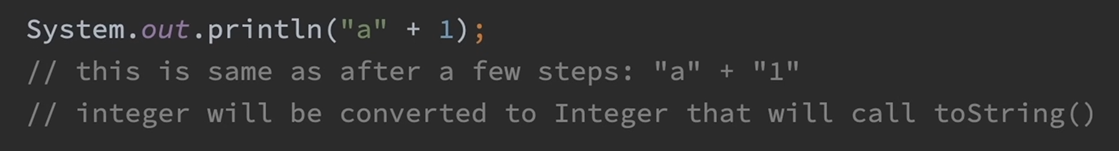 System.out.println("a" + 1);
// this is same as after a few steps: "a" + "1"
// integer will be converted to Integer that will call toString()